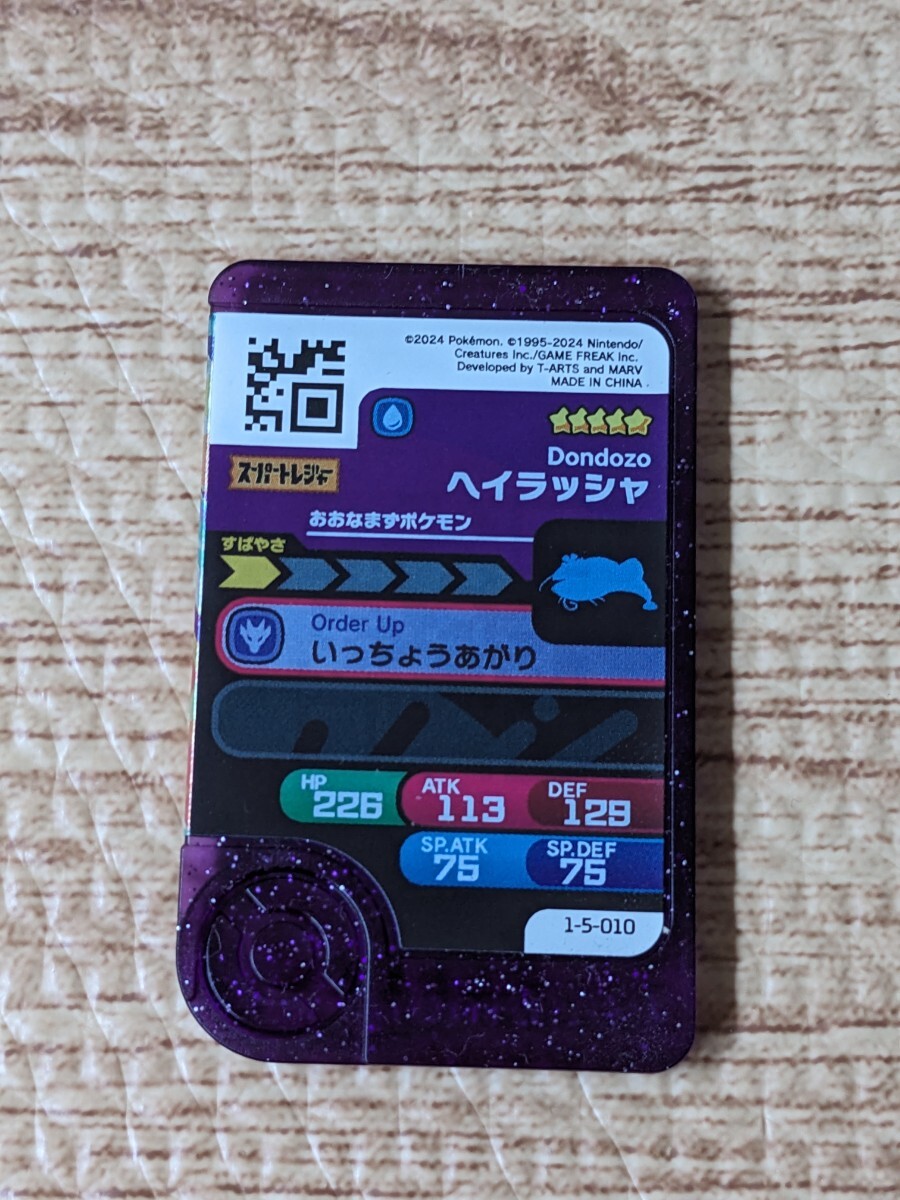 ©2024 Pokémon. ©1995-2024 Nintendo/
Creatures Inc./GAME FREAK Inc.
Developed by T-ARTS and MARV
MADE IN CHINA
スーパートレジャー
Dondozo
ヘイラッシャ
おおなまずポケモン
すばやさ
Order Up
いっちょうあがり
HP 226
ATK 113
DEF 129
SP.ATK 75
SP.DEF 75
1-5-010